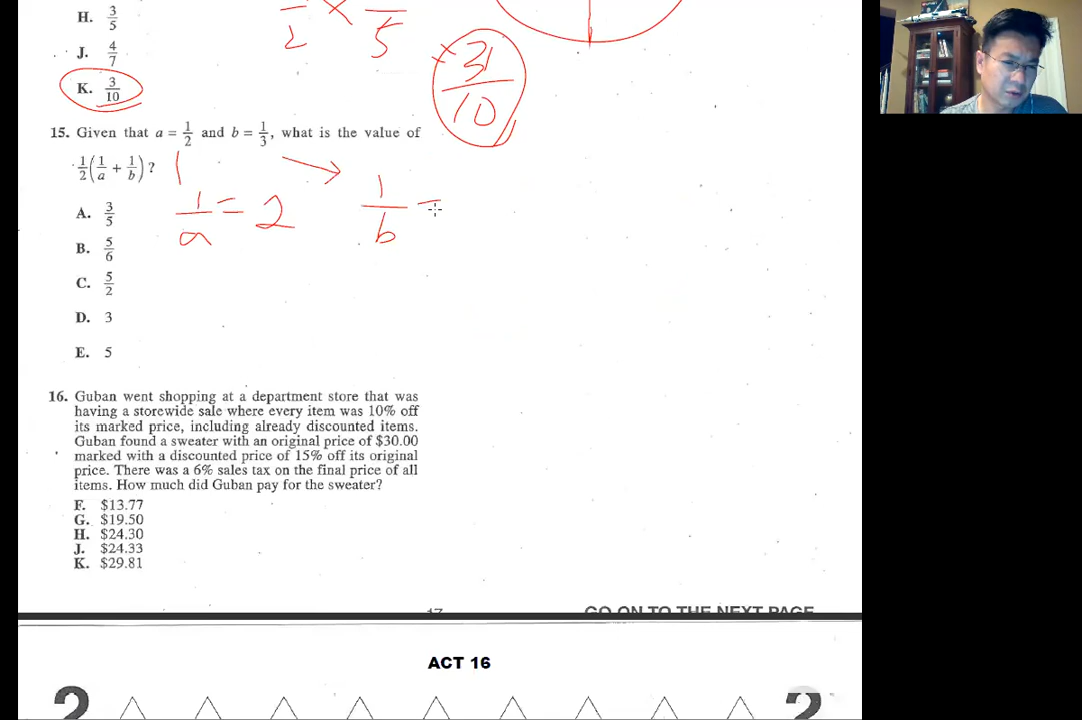 H. 3/5
1/2 × /5
J. 4/7
K. 3/10
3/10
15. Given that a = 1/2 and b = 1/3, what is the value of
1/2(1/a + 1/b)?
1/a = 2
1/b =
A. 3/5
B. 5/6
C. 5/2
D. 3
E. 5
16. Guban went shopping at a department store that was
having a storewide sale where every item was 10% off
its marked price, including already discounted items.
Guban found a sweater with an original price of $30.00
marked with a discounted price of 15% off its original
price. There was a 6% sales tax on the final price of all
items. How much did Guban pay for the sweater?
F. $13.77
G. $19.50
H. $24.30
J. $24.33
K. $29.81
17
GO ON TO THE NEXT PAGE
ACT 16
2
2